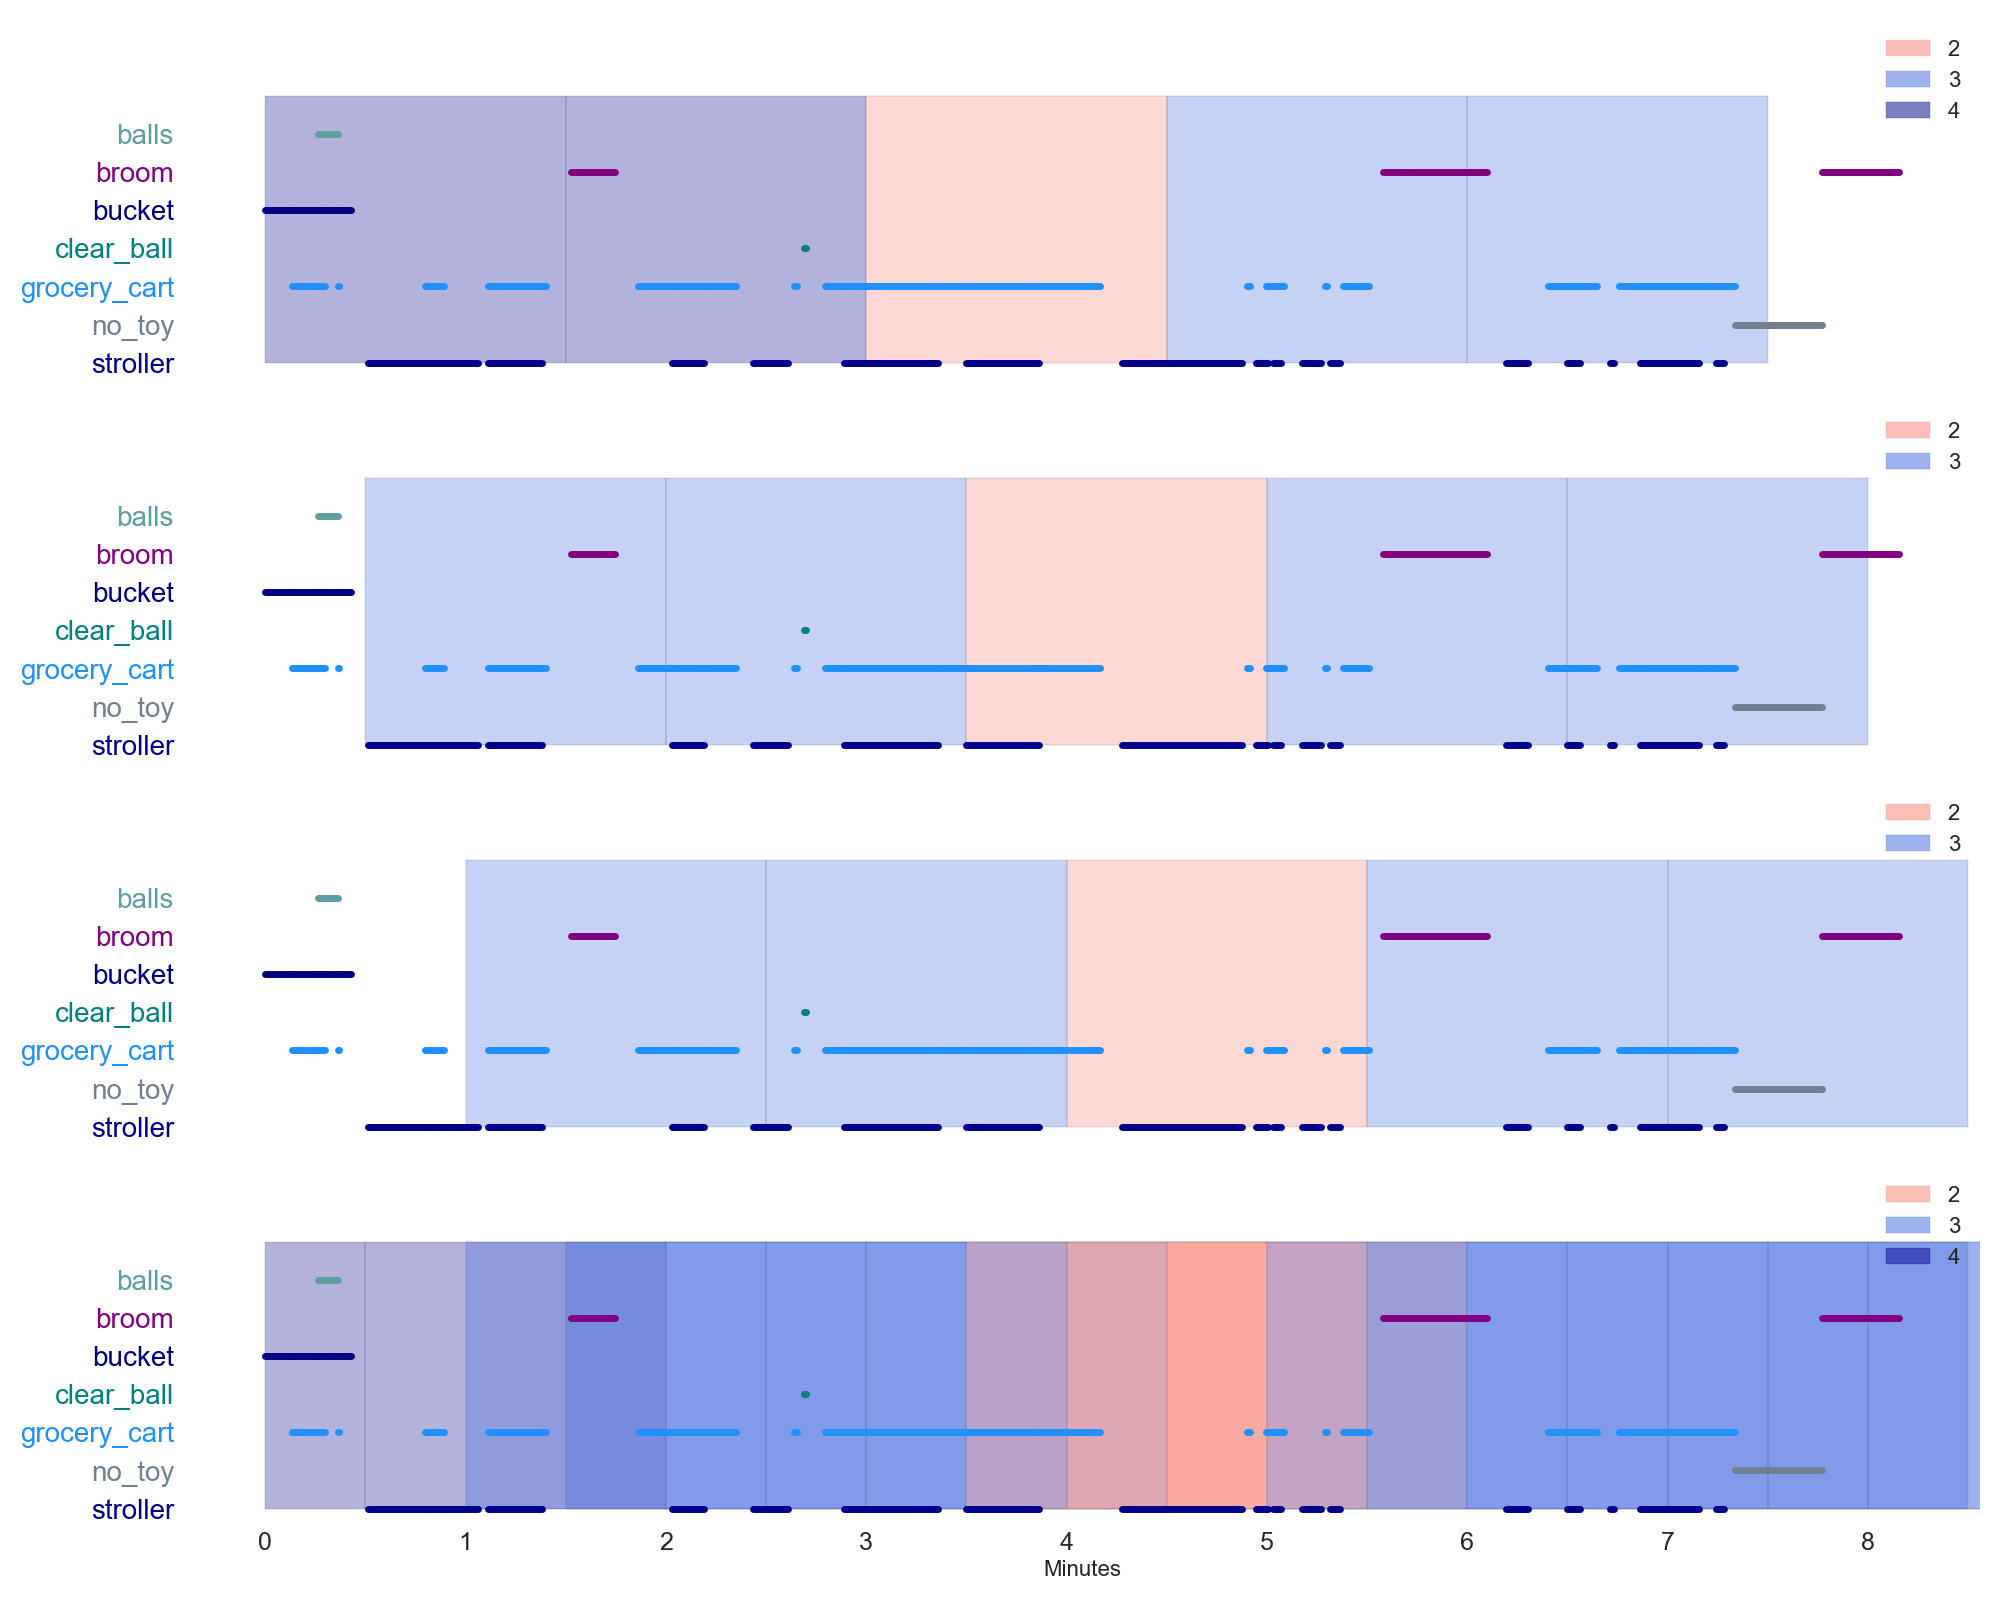 2
3
4
balls
broom
bucket
clear_ball
grocery_cart
no_toy
stroller
2
3
balls
broom
bucket
clear_ball
grocery_cart
no_toy
stroller
2
3
balls
broom
bucket
clear_ball
grocery_cart
no_toy
stroller
2
3
4
balls
broom
bucket
clear_ball
grocery_cart
no_toy
stroller
0 1 2 3 4 5 6 7 8
Minutes